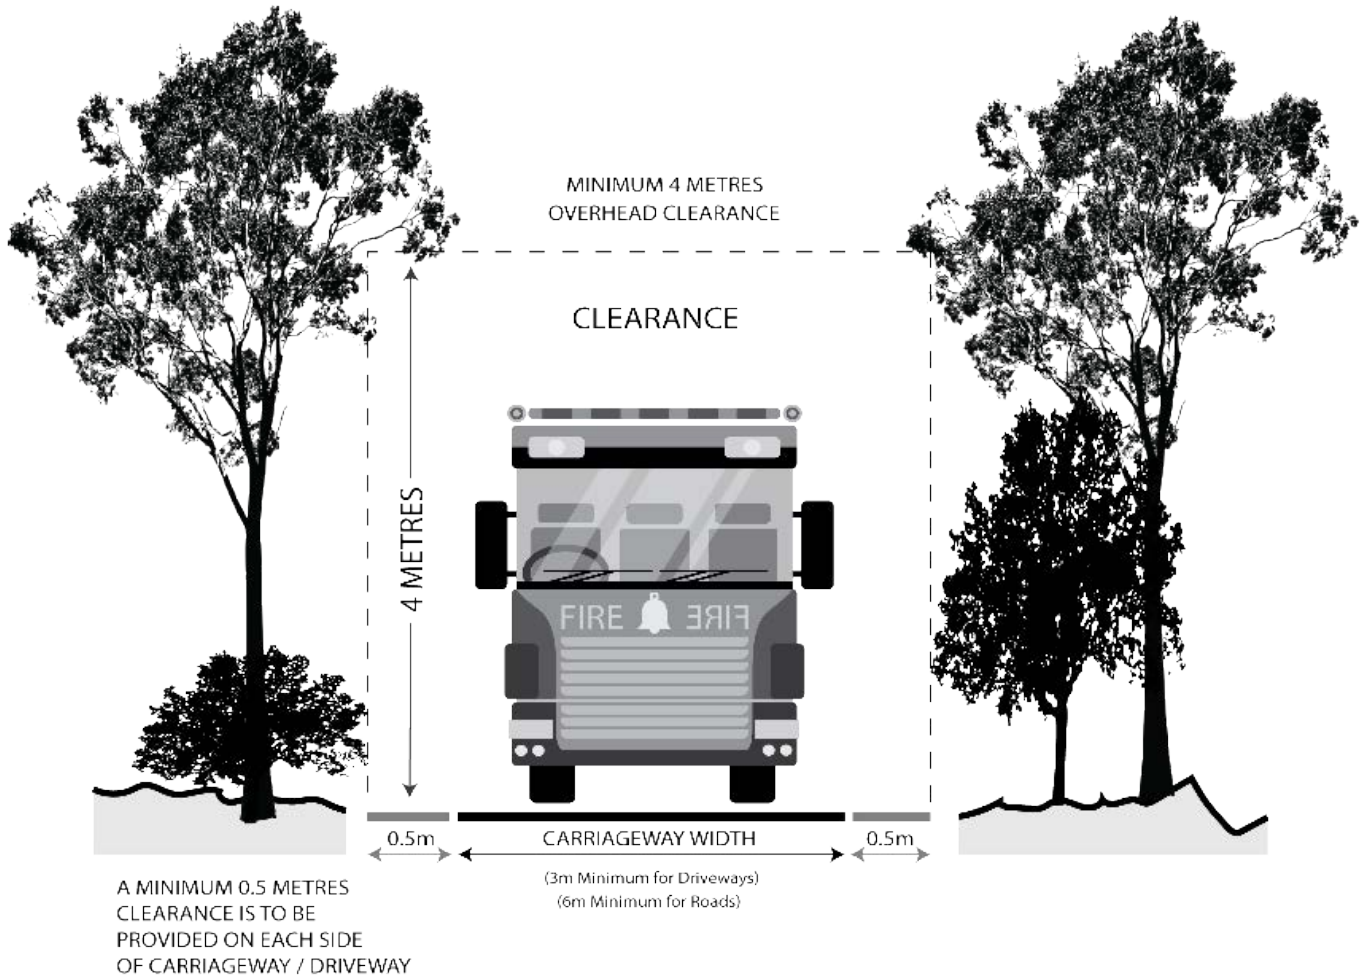 MINIMUM 4 METRES
OVERHEAD CLEARANCE
CLEARANCE
4 METRES
FIRE FIRE
0.5m
CARRIAGEWAY WIDTH
0.5m
(3m Minimum for Driveways)
(6m Minimum for Roads)
A MINIMUM 0.5 METRES
CLEARANCE IS TO BE
PROVIDED ON EACH SIDE
OF CARRIAGEWAY / DRIVEWAY